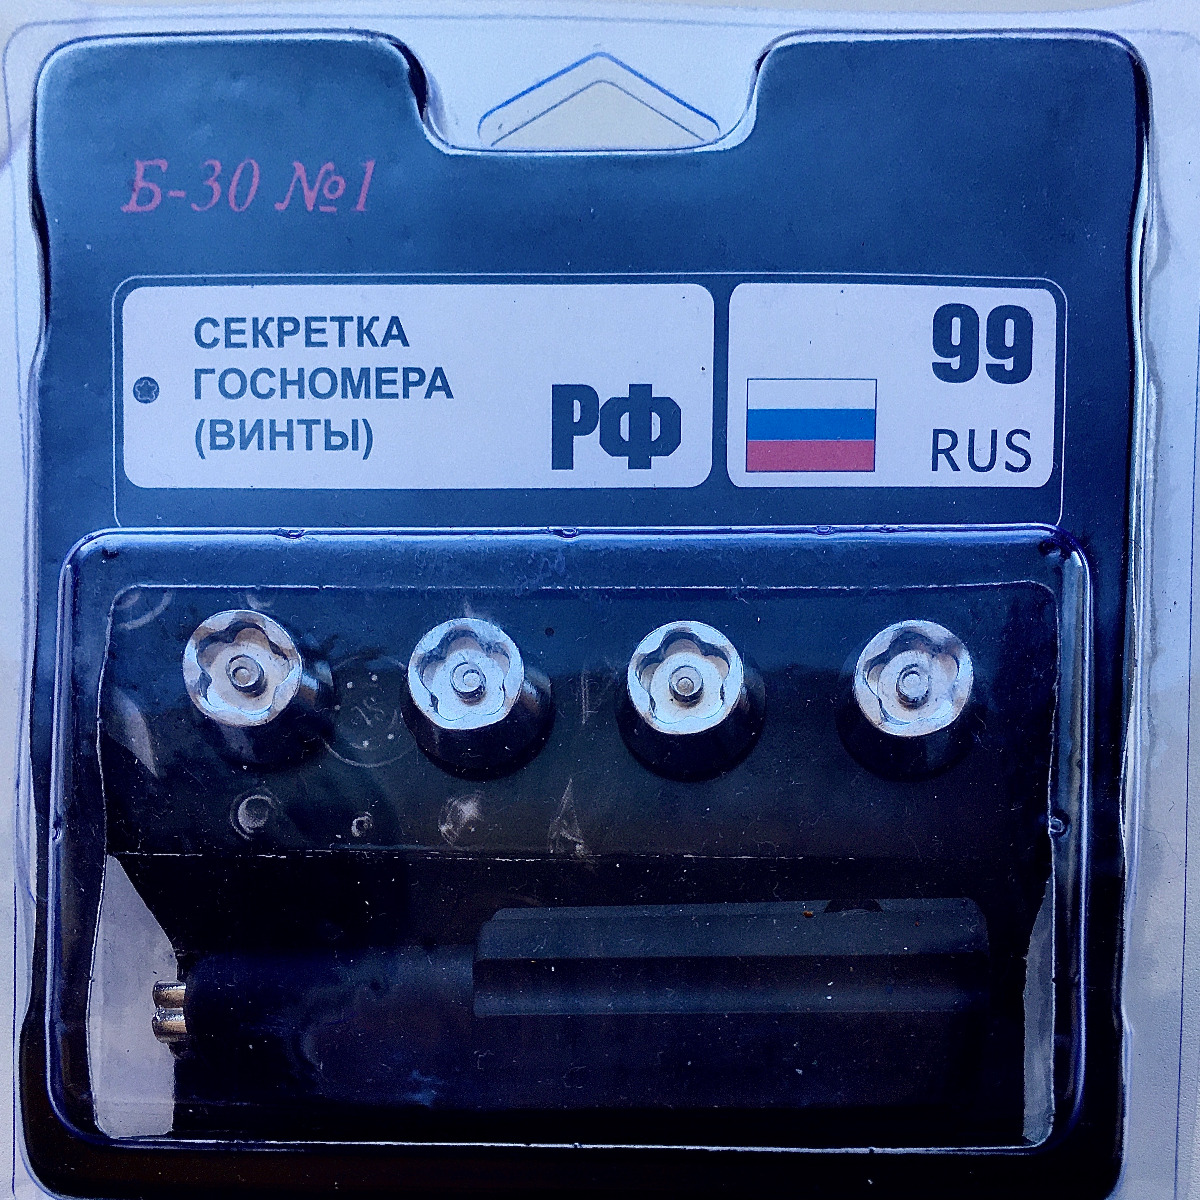 Б-30 №1
СЕКРЕТКА
ГОСНОМЕРА
(ВИНТЫ)
РФ
99
RUS